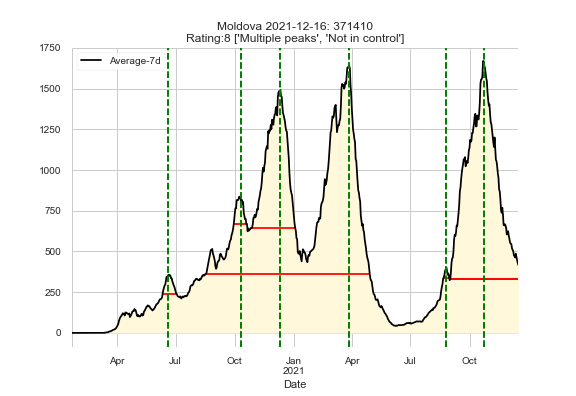 Moldova 2021-12-16: 371410
Rating:8 ['Multiple peaks', 'Not in control']
Average-7d
1750
1500
1250
1000
750
500
250
0
Apr Jul Oct Jan Apr Jul Oct
2021
Date